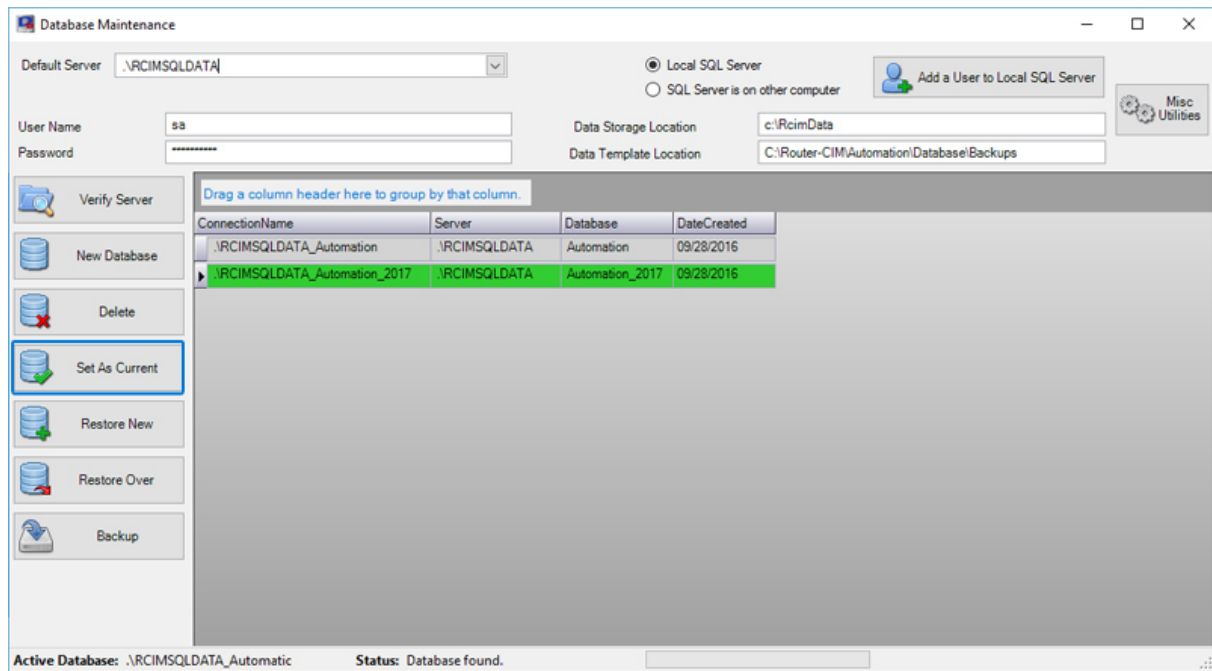 Database Maintenance
Default Server .\RCIMSQLDATA
Local SQL Server
SQL Server is on other computer
Add a User to Local SQL Server
Misc
Utilities
User Name sa
Data Storage Location c:\RcimData
Password **********
Data Template Location C:\Router-CIM\Automation\Database\Backups
Verify Server
New Database
Delete
Set As Current
Restore New
Restore Over
Backup
Drag a column header here to group by that column.
ConnectionName Server Database DateCreated
.\RCIMSQLDATA_Automation .\RCIMSQLDATA Automation 09/28/2016
.\RCIMSQLDATA_Automation_2017 .\RCIMSQLDATA Automation_2017 09/28/2016
Active Database: .\RCIMSQLDATA_Automatic Status: Database found.